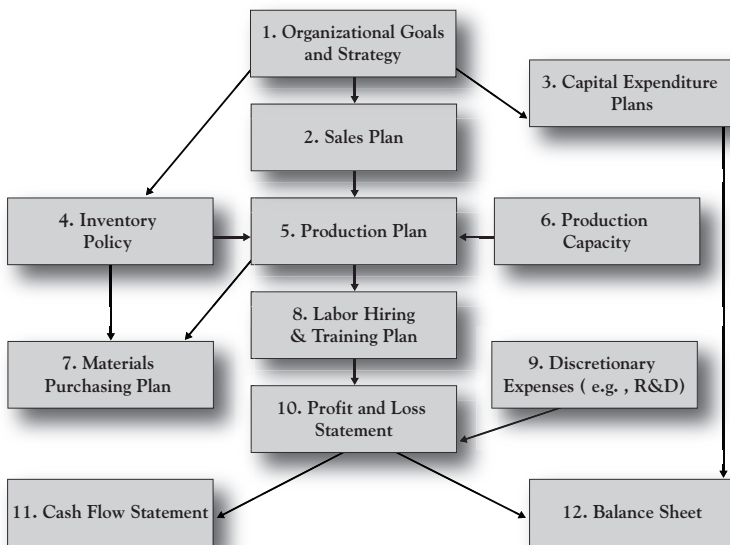 1. Organizational Goals
and Strategy
3. Capital Expenditure
Plans
2. Sales Plan
4. Inventory
Policy
5. Production Plan
6. Production
Capacity
8. Labor Hiring
& Training Plan
7. Materials
Purchasing Plan
9. Discretionary
Expenses ( e.g. , R&D)
10. Profit and Loss
Statement
11. Cash Flow Statement
12. Balance Sheet